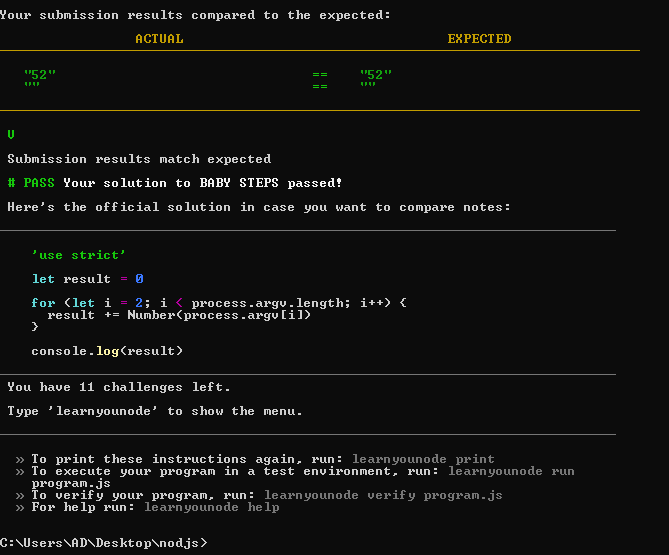 Your submission results compared to the expected:
ACTUAL EXPECTED
"52" == "52"
"" == ""
V
Submission results match expected
# PASS Your solution to BABY STEPS passed!
Here's the official solution in case you want to compare notes:
'use strict'
let result = 0
for (let i = 2; i < process.argv.length; i++) {
result += Number(process.argv[i])
}
console.log(result)
You have 11 challenges left.
Type 'learnyounode' to show the menu.
» To print these instructions again, run: learnyounode print
» To execute your program in a test environment, run: learnyounode run
program.js
» To verify your program, run: learnyounode verify program.js
» For help run: learnyounode help
C:\Users\AD\Desktop\nodjs>